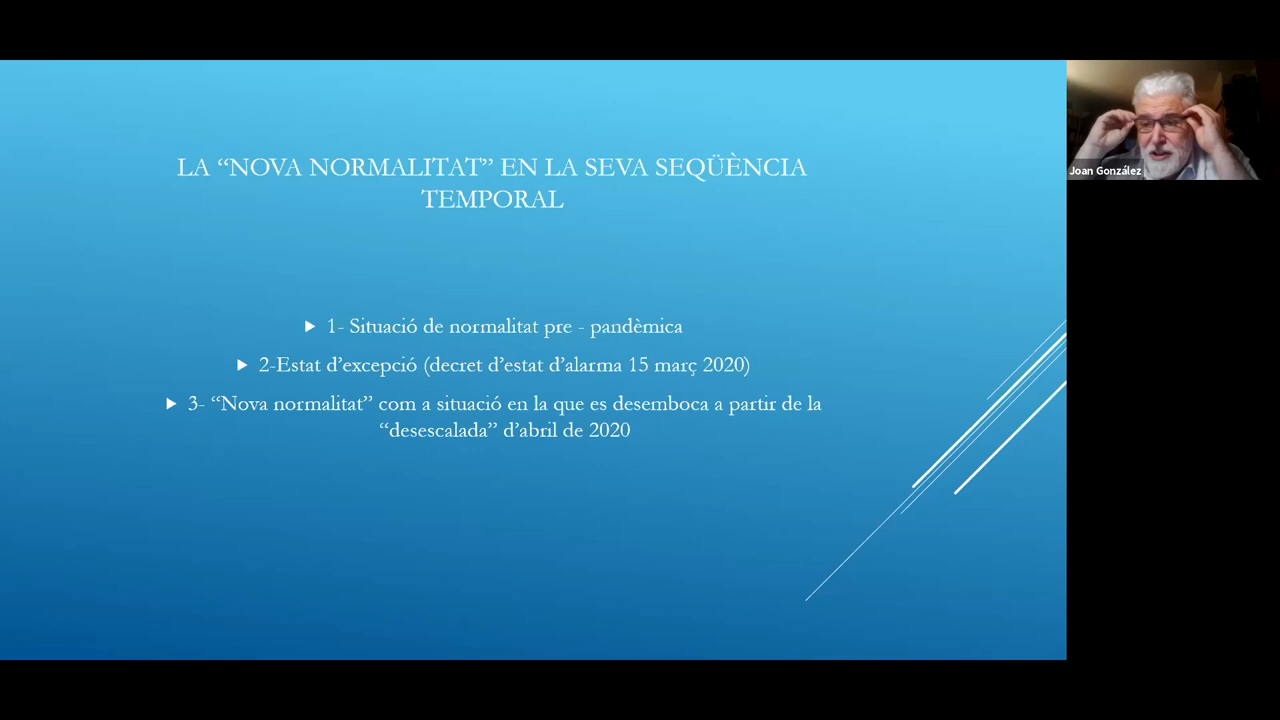 LA “NOVA NORMALITAT” EN LA SEVA SEQÜÈNCIA
TEMPORAL
1- Situació de normalitat pre - pandèmica
2-Estat d’excepció (decret d’estat d’alarma 15 març 2020)
3- “Nova normalitat” com a situació en la que es desemboca a partir de la
“desescalada” d’abril de 2020
Joan González